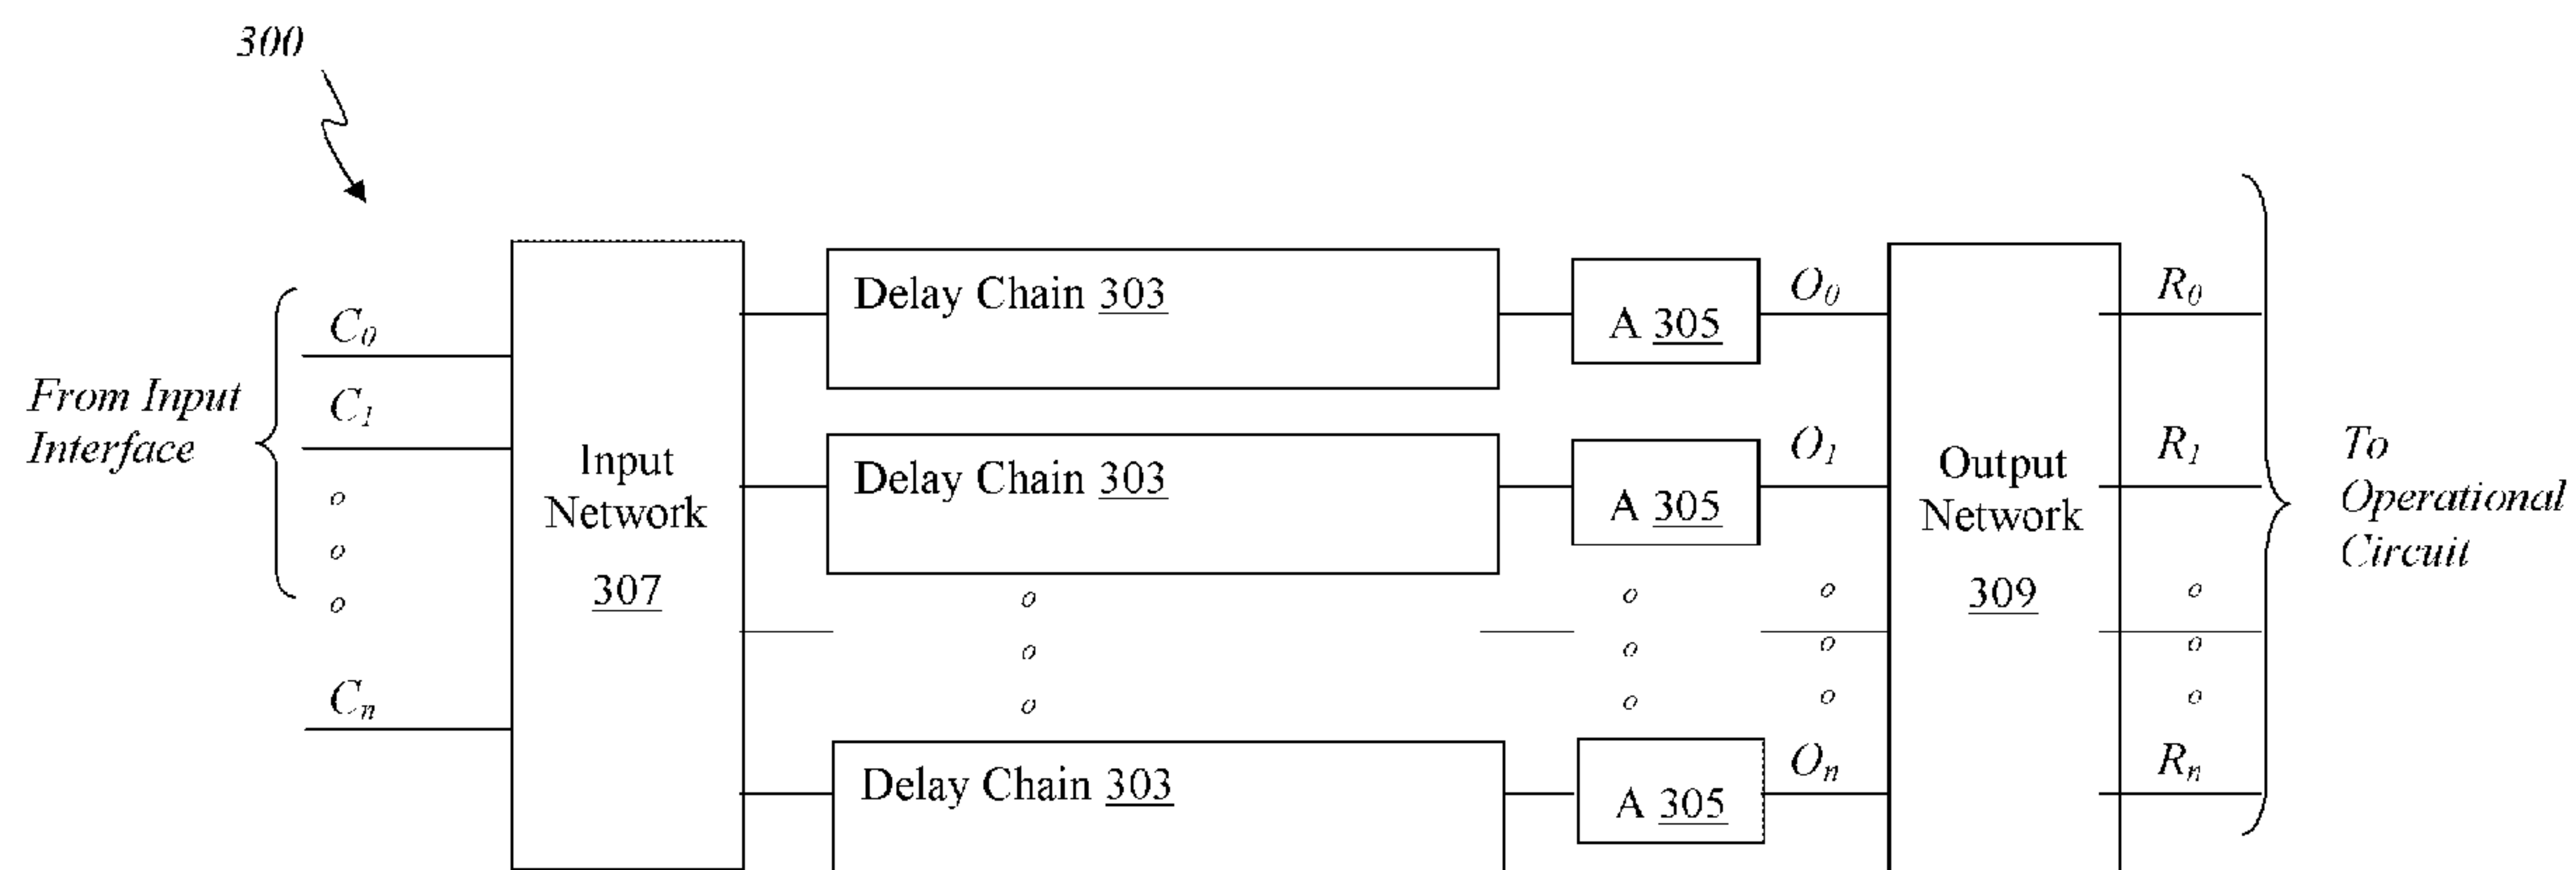 300
From Input
Interface
C₀
C₁
o
o
o
Cₙ
Input
Network
307
Delay Chain 303
Delay Chain 303
o
o
o
Delay Chain 303
A 305
A 305
o
o
o
A 305
O₀
O₁
o
o
o
Oₙ
Output
Network
309
R₀
R₁
o
o
o
Rₙ
To
Operational
Circuit